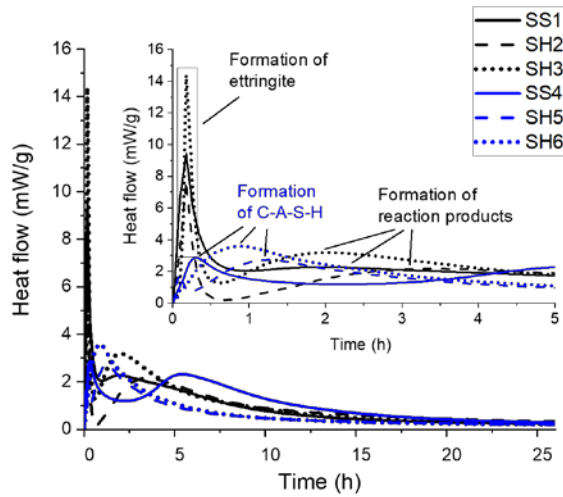 SS1
SH2
SH3
SS4
SH5
SH6
16
14
12
10
8
6
4
2
0
Heat flow (mW/g)
0
5
10
15
20
25
Time (h)
16
14
12
10
8
6
4
2
0
Heat flow (mW/g)
0
1
2
3
4
5
Time (h)
Formation of
ettringite
Formation
of C-A-S-H
Formation of
reaction products